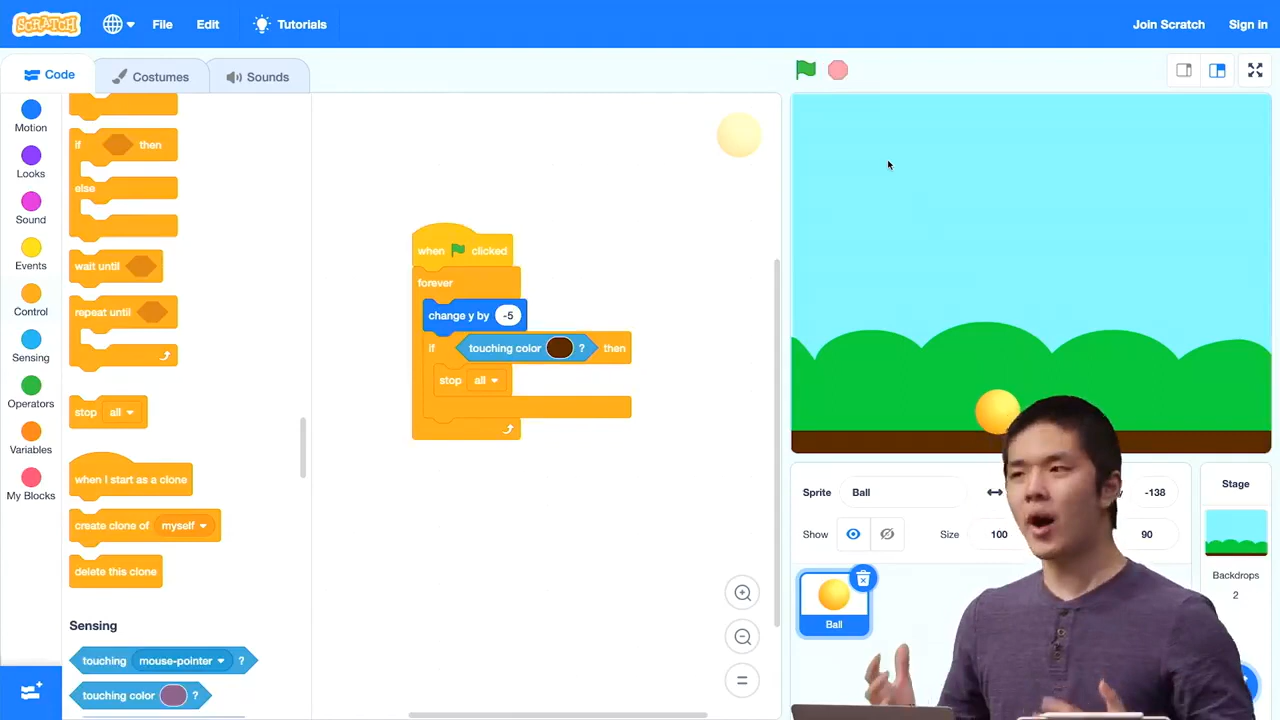 SCRATCH
File
Edit
Tutorials
Join Scratch
Sign in
Code
Costumes
Sounds
Motion
Looks
Sound
Events
Control
Sensing
Operators
Variables
My Blocks
if then
else
wait until
repeat until
stop all
when I start as a clone
create clone of myself
delete this clone
Sensing
touching mouse-pointer ?
touching color ?
when clicked
forever
change y by -5
if touching color ? then
stop all
Sprite Ball
y -138
Show
Size 100
90
Ball
Stage
Backdrops
2